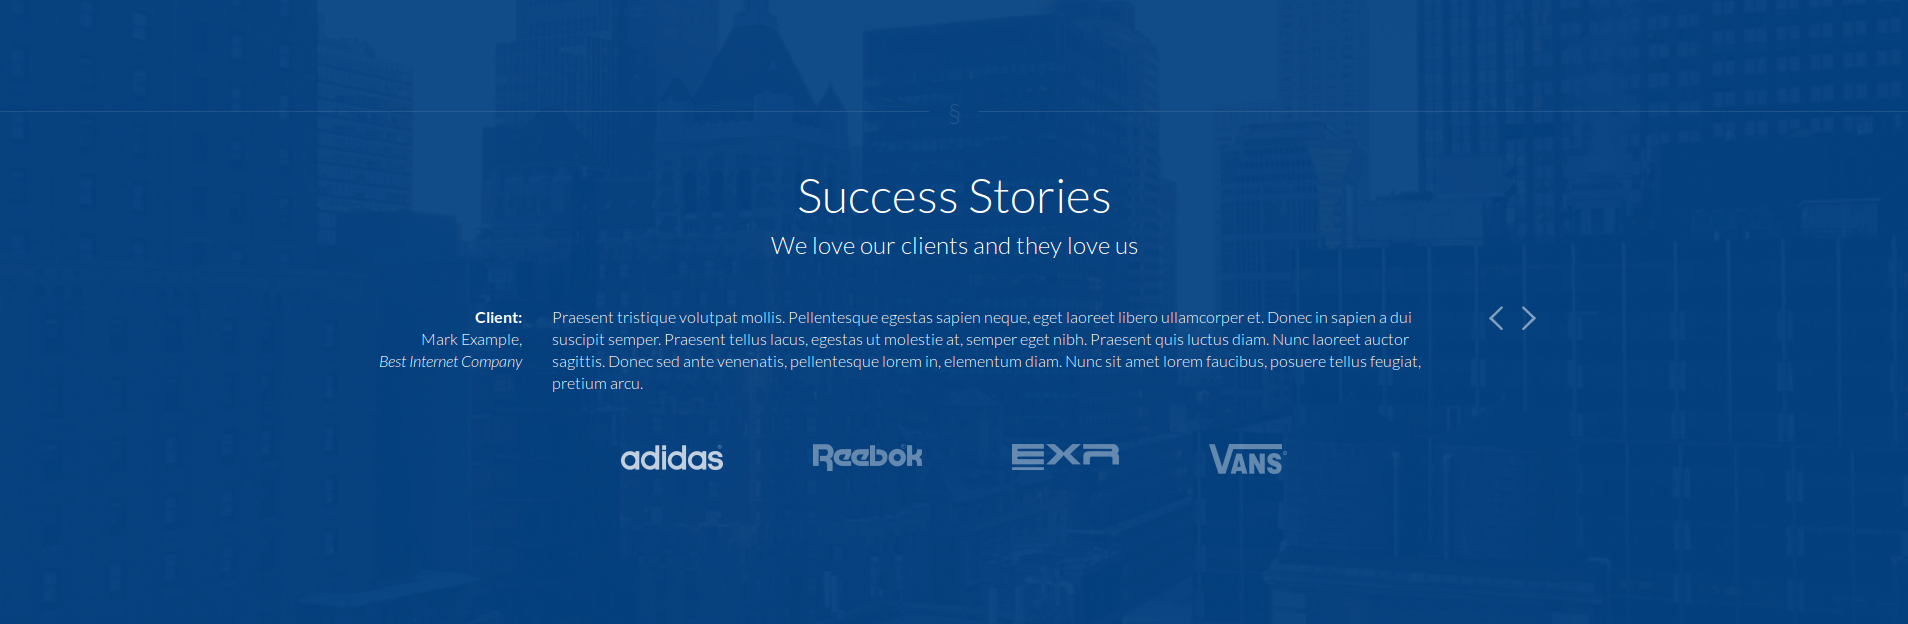 §
Success Stories
We love our clients and they love us
Client:
Mark Example,
Best Internet Company
Praesent tristique volutpat mollis. Pellentesque egestas sapien neque, eget laoreet libero ullamcorper et. Donec in sapien a dui
suscipit semper. Praesent tellus lacus, egestas ut molestie at, semper eget nibh. Praesent quis luctus diam. Nunc laoreet auctor
sagittis. Donec sed ante venenatis, pellentesque lorem in, elementum diam. Nunc sit amet lorem faucibus, posuere tellus feugiat,
pretium arcu.
adidas Reebok EXR VANS